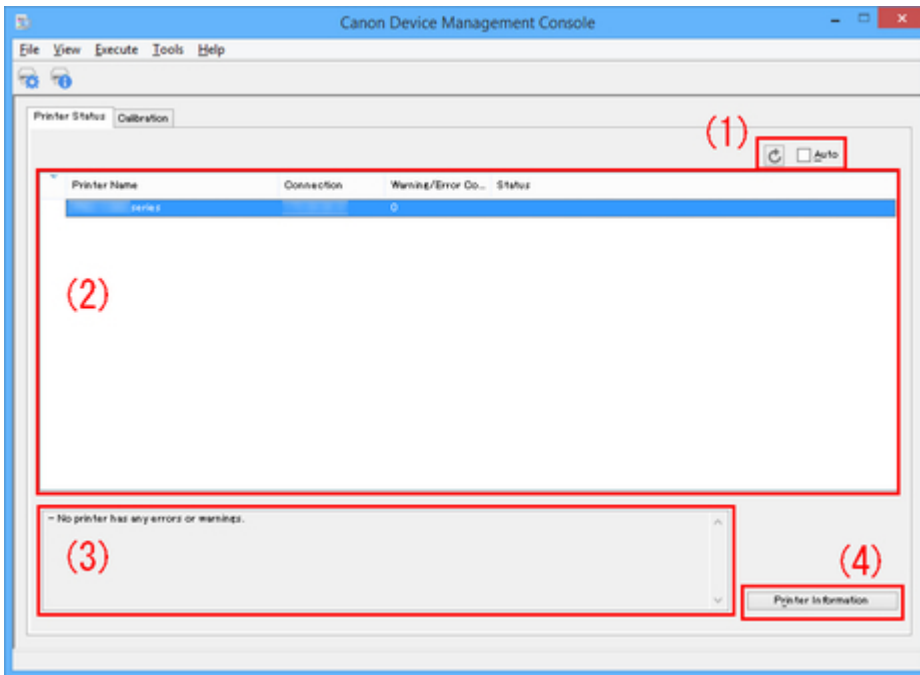 Canon Device Management Console
File View Execute Tools Help
Printer Status Calibration
(1)
Auto
Printer Name Connection Warning/Error Co... Status
series 0
(2)
- No printer has any errors or warnings.
(3)
(4)
Printer Information